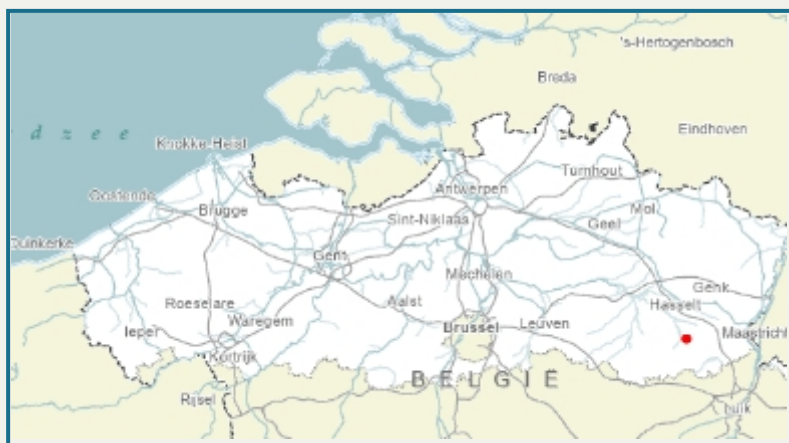 's-Hertogenbosch
Breda
d z e e
Eindhoven
Knokke-Heist
Turnhout
Antwerpen
Oostende
Mol
Brugge
Sint-Niklaas
Geel
Duinkerke
Gent
Mechelen
Genk
Roeselare
Aalst
Hasselt
Ieper
Waregem
Brussel
Leuven
Maastricht
Kortrijk
BELGIË
Rijsel
Luik